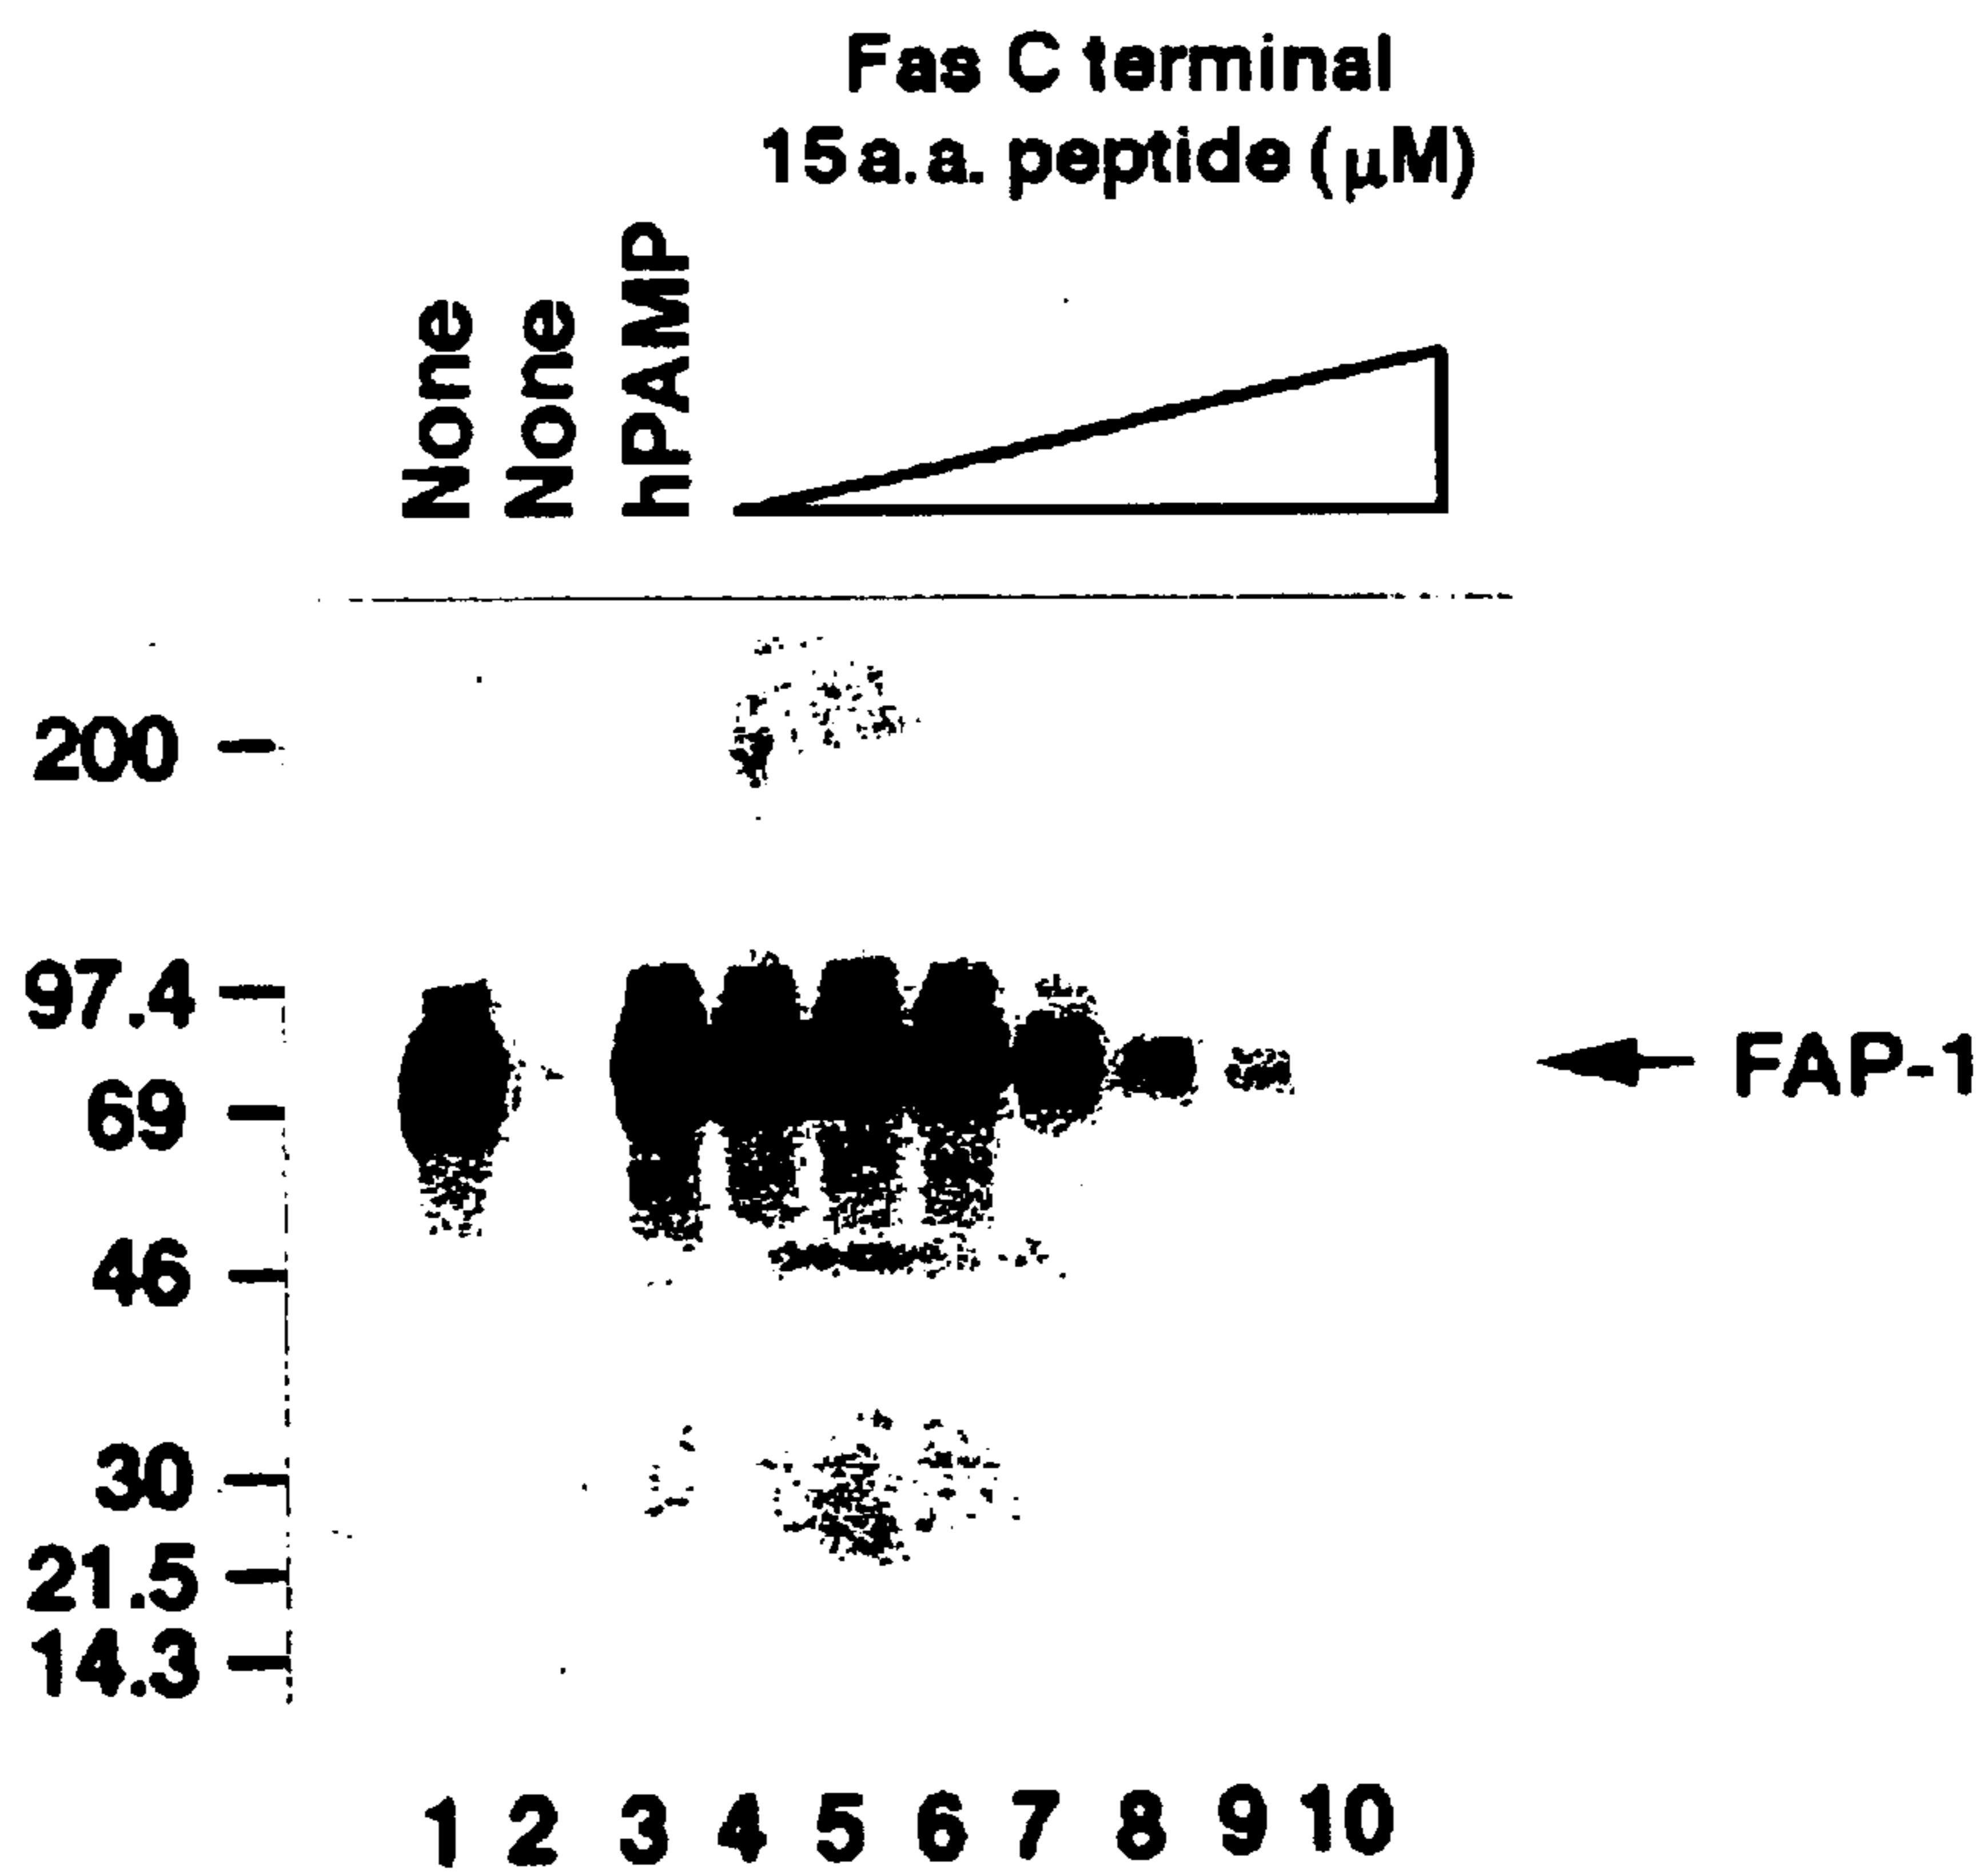 Fas C terminal
15 a.a. peptide (μM)
None
None
hPAMP
200
97.4
69
46
30
21.5
14.3
FAP-1
1 2 3 4 5 6 7 8 9 10